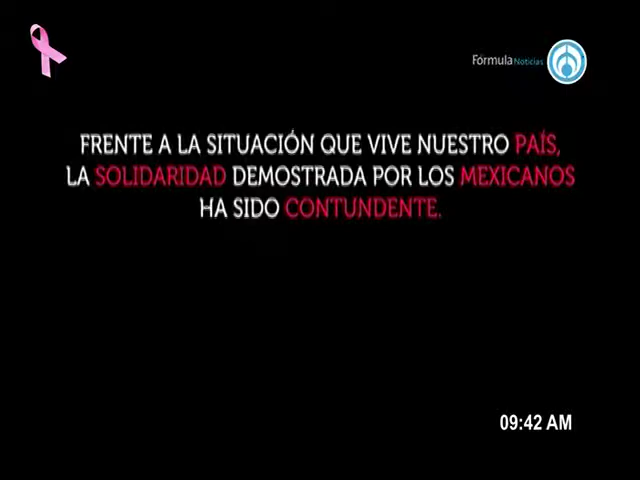 Fórmula Noticias
FRENTE A LA SITUACIÓN QUE VIVE NUESTRO PAÍS,
LA SOLIDARIDAD DEMOSTRADA POR LOS MEXICANOS
HA SIDO CONTUNDENTE.
09:42 AM